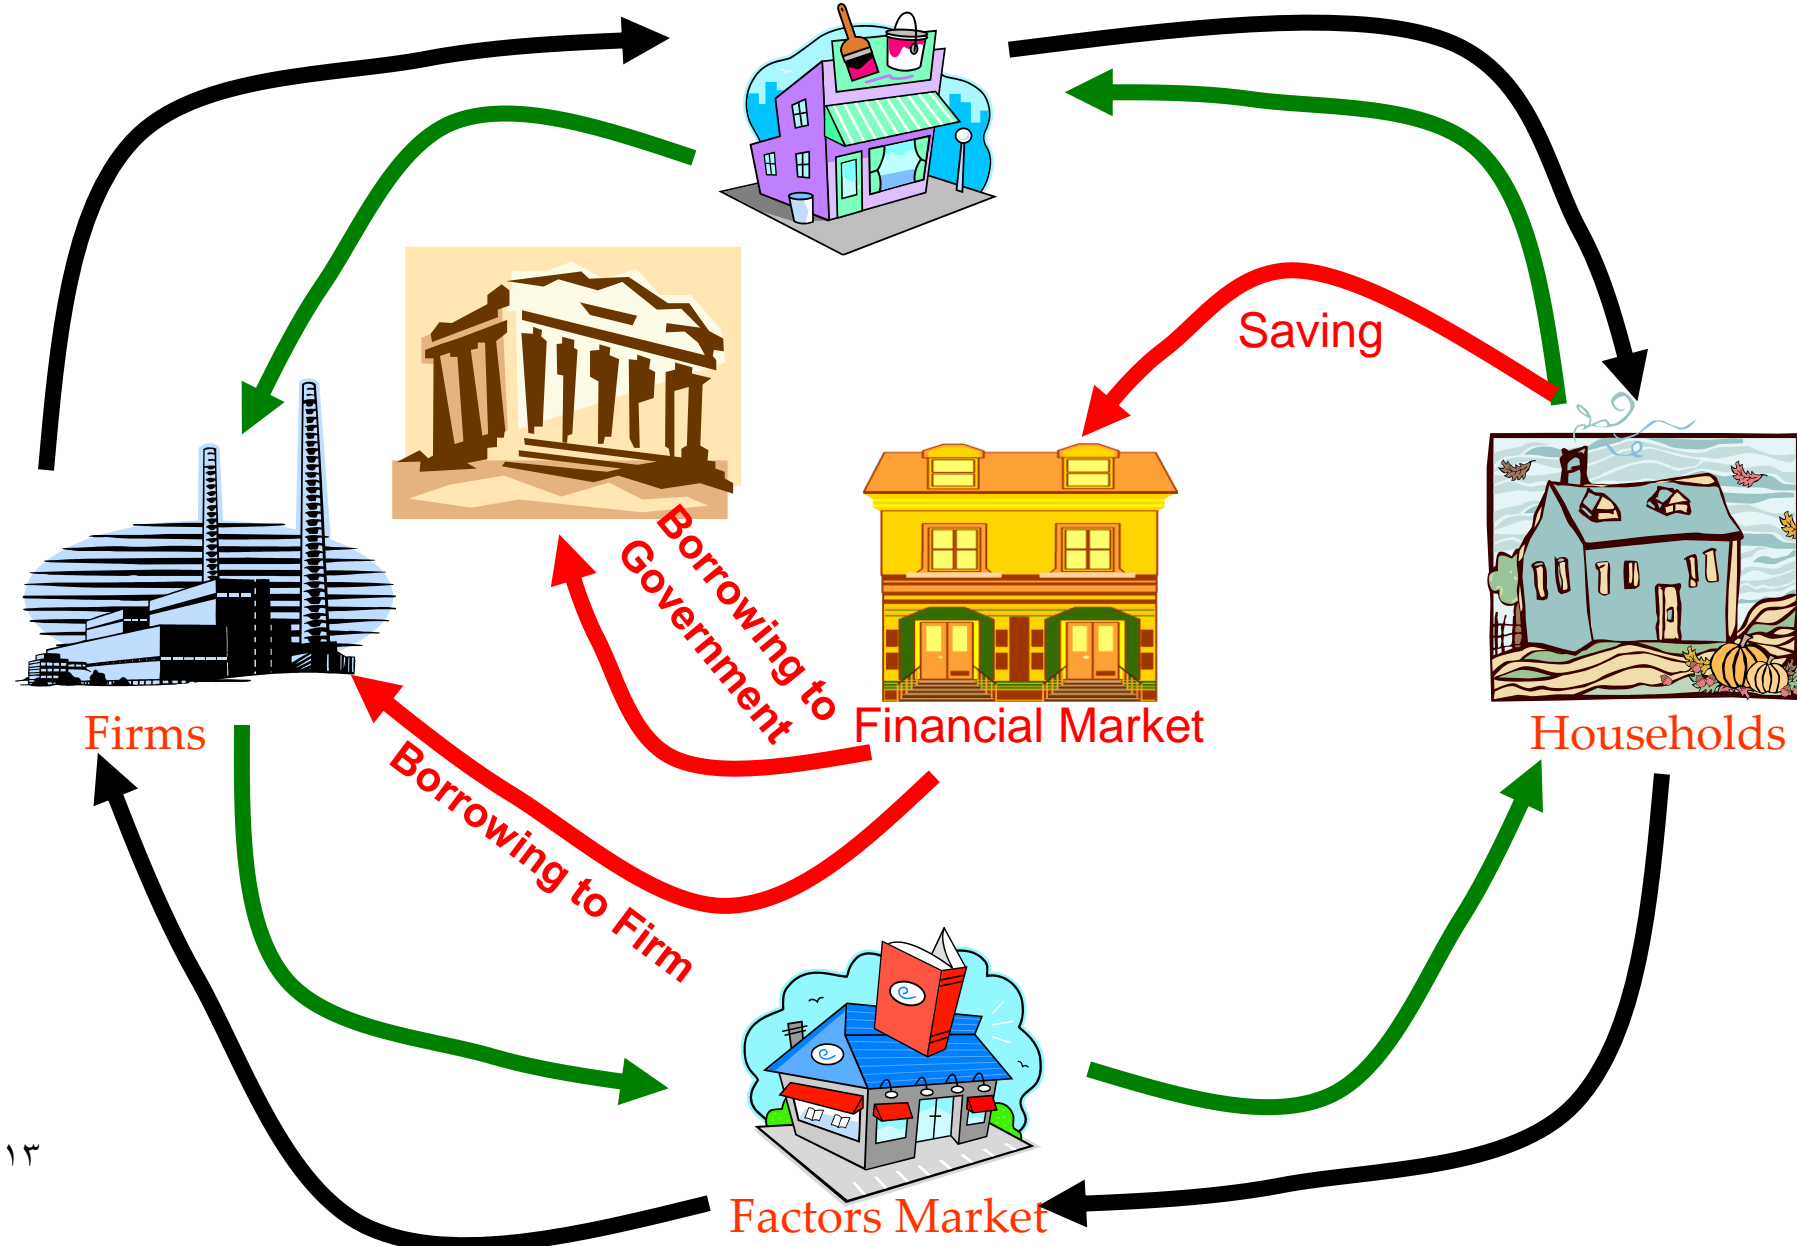 Saving
Borrowing to
Government
Financial Market
Firms
Households
Borrowing to Firm
Factors Market
١٣